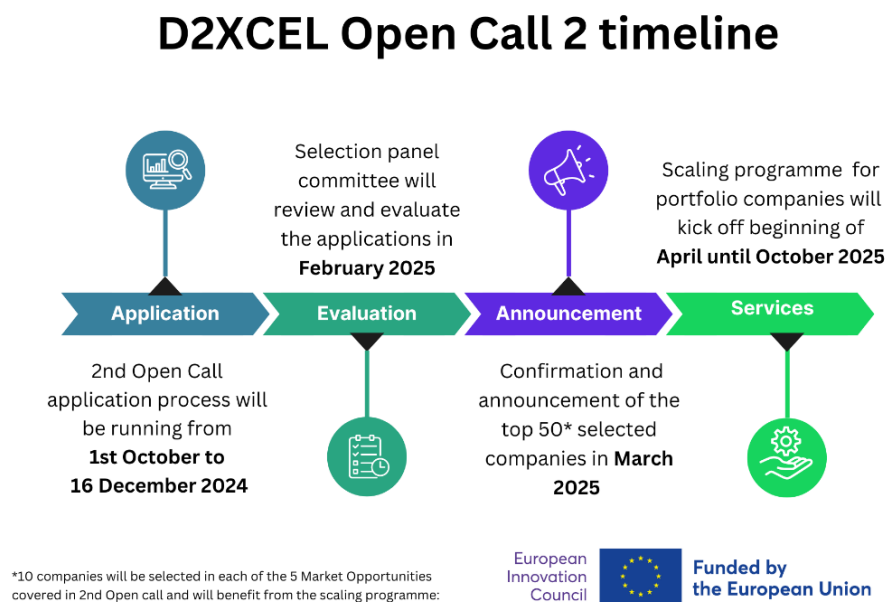 D2XCEL Open Call 2 timeline
Selection panel
committee will
review and evaluate
the applications in
February 2025
Scaling programme for
portfolio companies will
kick off beginning of
April until October 2025
Application
Evaluation
Announcement
Services
2nd Open Call
application process will
be running from
1st October to
16 December 2024
Confirmation and
announcement of the
top 50* selected
companies in March
2025
*10 companies will be selected in each of the 5 Market Opportunities
covered in 2nd Open call and will benefit from the scaling programme:
European
Innovation
Council
Funded by
the European Union